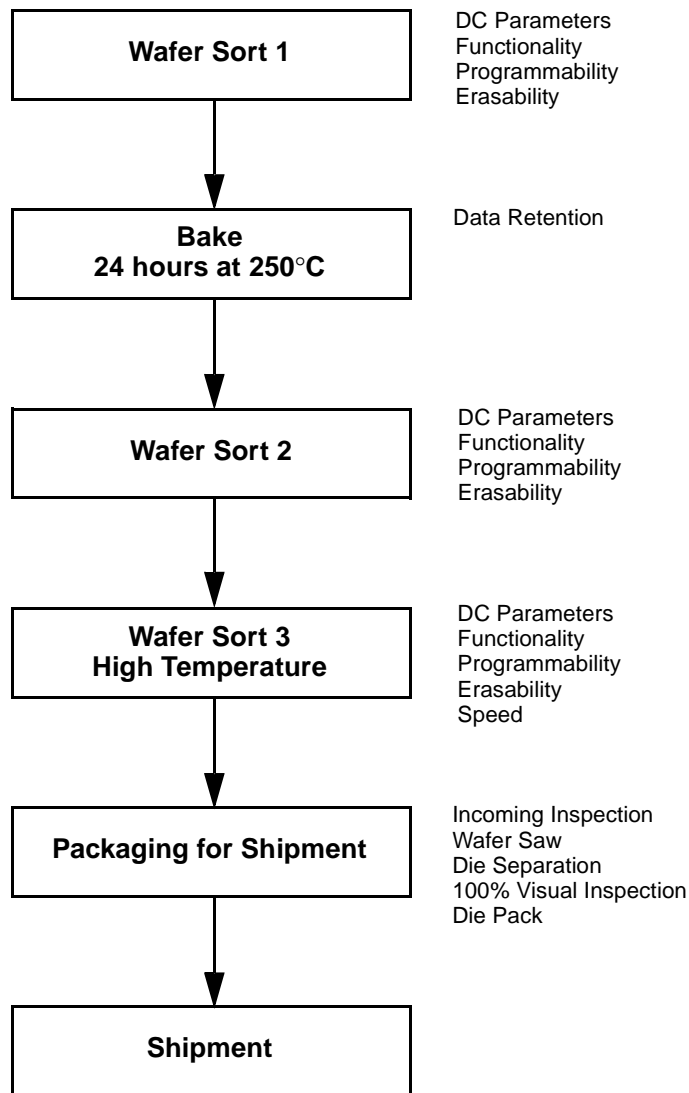 Wafer Sort 1
DC Parameters
Functionality
Programmability
Erasability
Bake
24 hours at 250°C
Data Retention
Wafer Sort 2
DC Parameters
Functionality
Programmability
Erasability
Wafer Sort 3
High Temperature
DC Parameters
Functionality
Programmability
Erasability
Speed
Packaging for Shipment
Incoming Inspection
Wafer Saw
Die Separation
100% Visual Inspection
Die Pack
Shipment